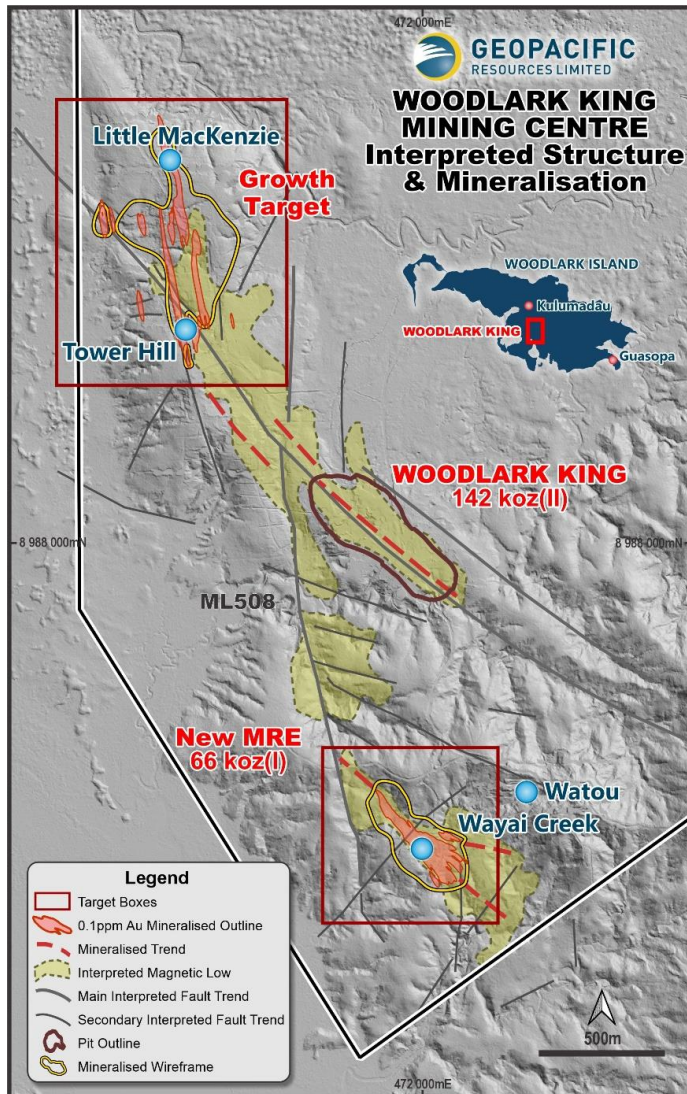 472 000mE
GEOPACIFIC
RESOURCES LIMITED
WOODLARK KING
MINING CENTRE
Interpreted Structure
& Mineralisation
Little MacKenzie
Growth
Target
WOODLARK ISLAND
Kulumadau
WOODLARK KING
Guasopa
Tower Hill
WOODLARK KING
142 koz(II)
8 988 000mN
8 988 000mN
ML508
New MRE
66 koz(I)
Watou
Wayai Creek
Legend
Target Boxes
0.1ppm Au Mineralised Outline
Mineralised Trend
Interpreted Magnetic Low
Main Interpreted Fault Trend
Secondary Interpreted Fault Trend
Pit Outline
Mineralised Wireframe
500m
472 000mE